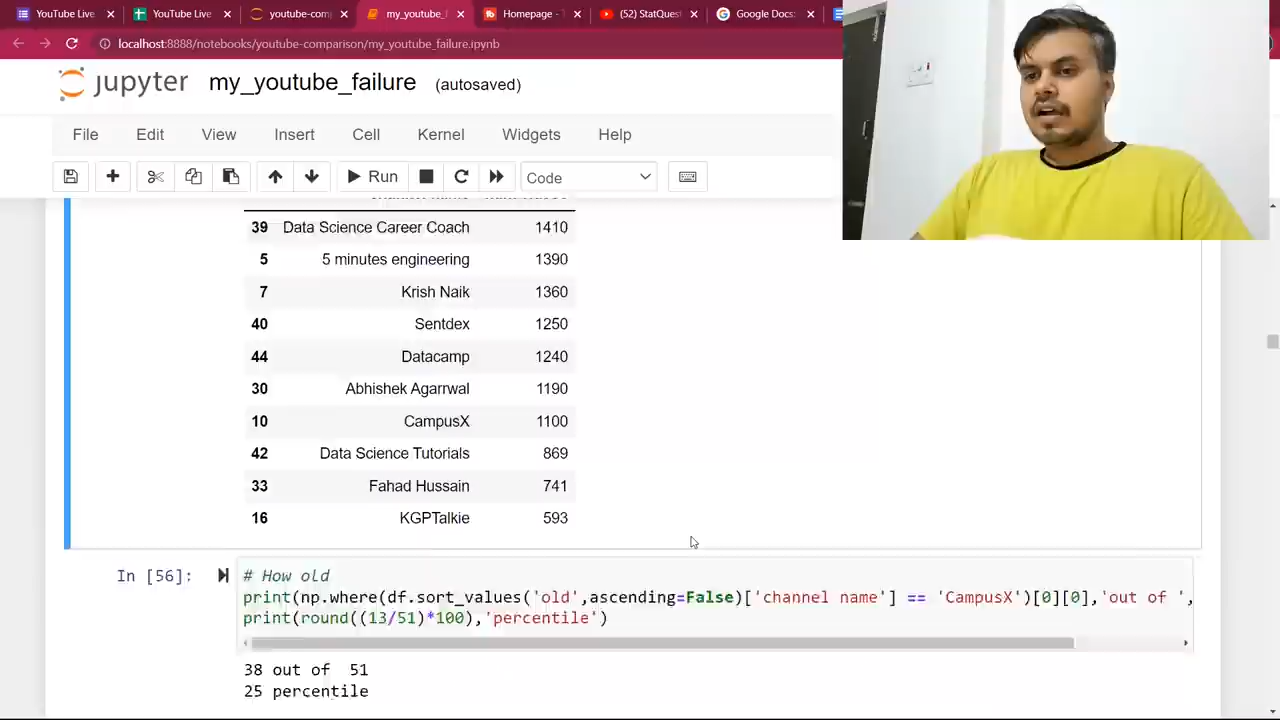 YouTube Live
YouTube Live
youtube-com
my_youtube_
Homepage - T
(52) StatQuest
Google Docs:
localhost:8888/notebooks/youtube-comparison/my_youtube_failure.ipynb
jupyter my_youtube_failure (autosaved)
File Edit View Insert Cell Kernel Widgets Help
Run Code
39 Data Science Career Coach 1410
5 5 minutes engineering 1390
7 Krish Naik 1360
40 Sentdex 1250
44 Datacamp 1240
30 Abhishek Agarrwal 1190
10 CampusX 1100
42 Data Science Tutorials 869
33 Fahad Hussain 741
16 KGPTalkie 593
In [56]: # How old
print(np.where(df.sort_values('old',ascending=False)['channel name'] == 'CampusX')[0][0],'out of ',
print(round((13/51)*100),'percentile')
38 out of 51
25 percentile